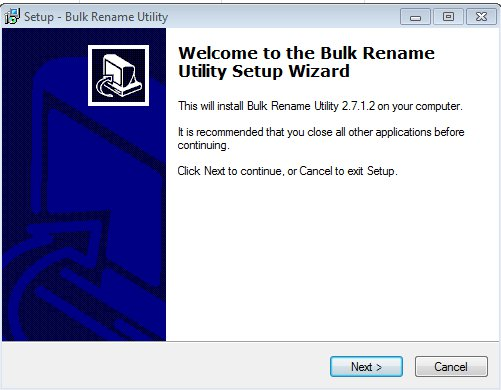 Setup - Bulk Rename Utility
Welcome to the Bulk Rename
Utility Setup Wizard
This will install Bulk Rename Utility 2.7.1.2 on your computer.
It is recommended that you close all other applications before
continuing.
Click Next to continue, or Cancel to exit Setup.
Next >
Cancel